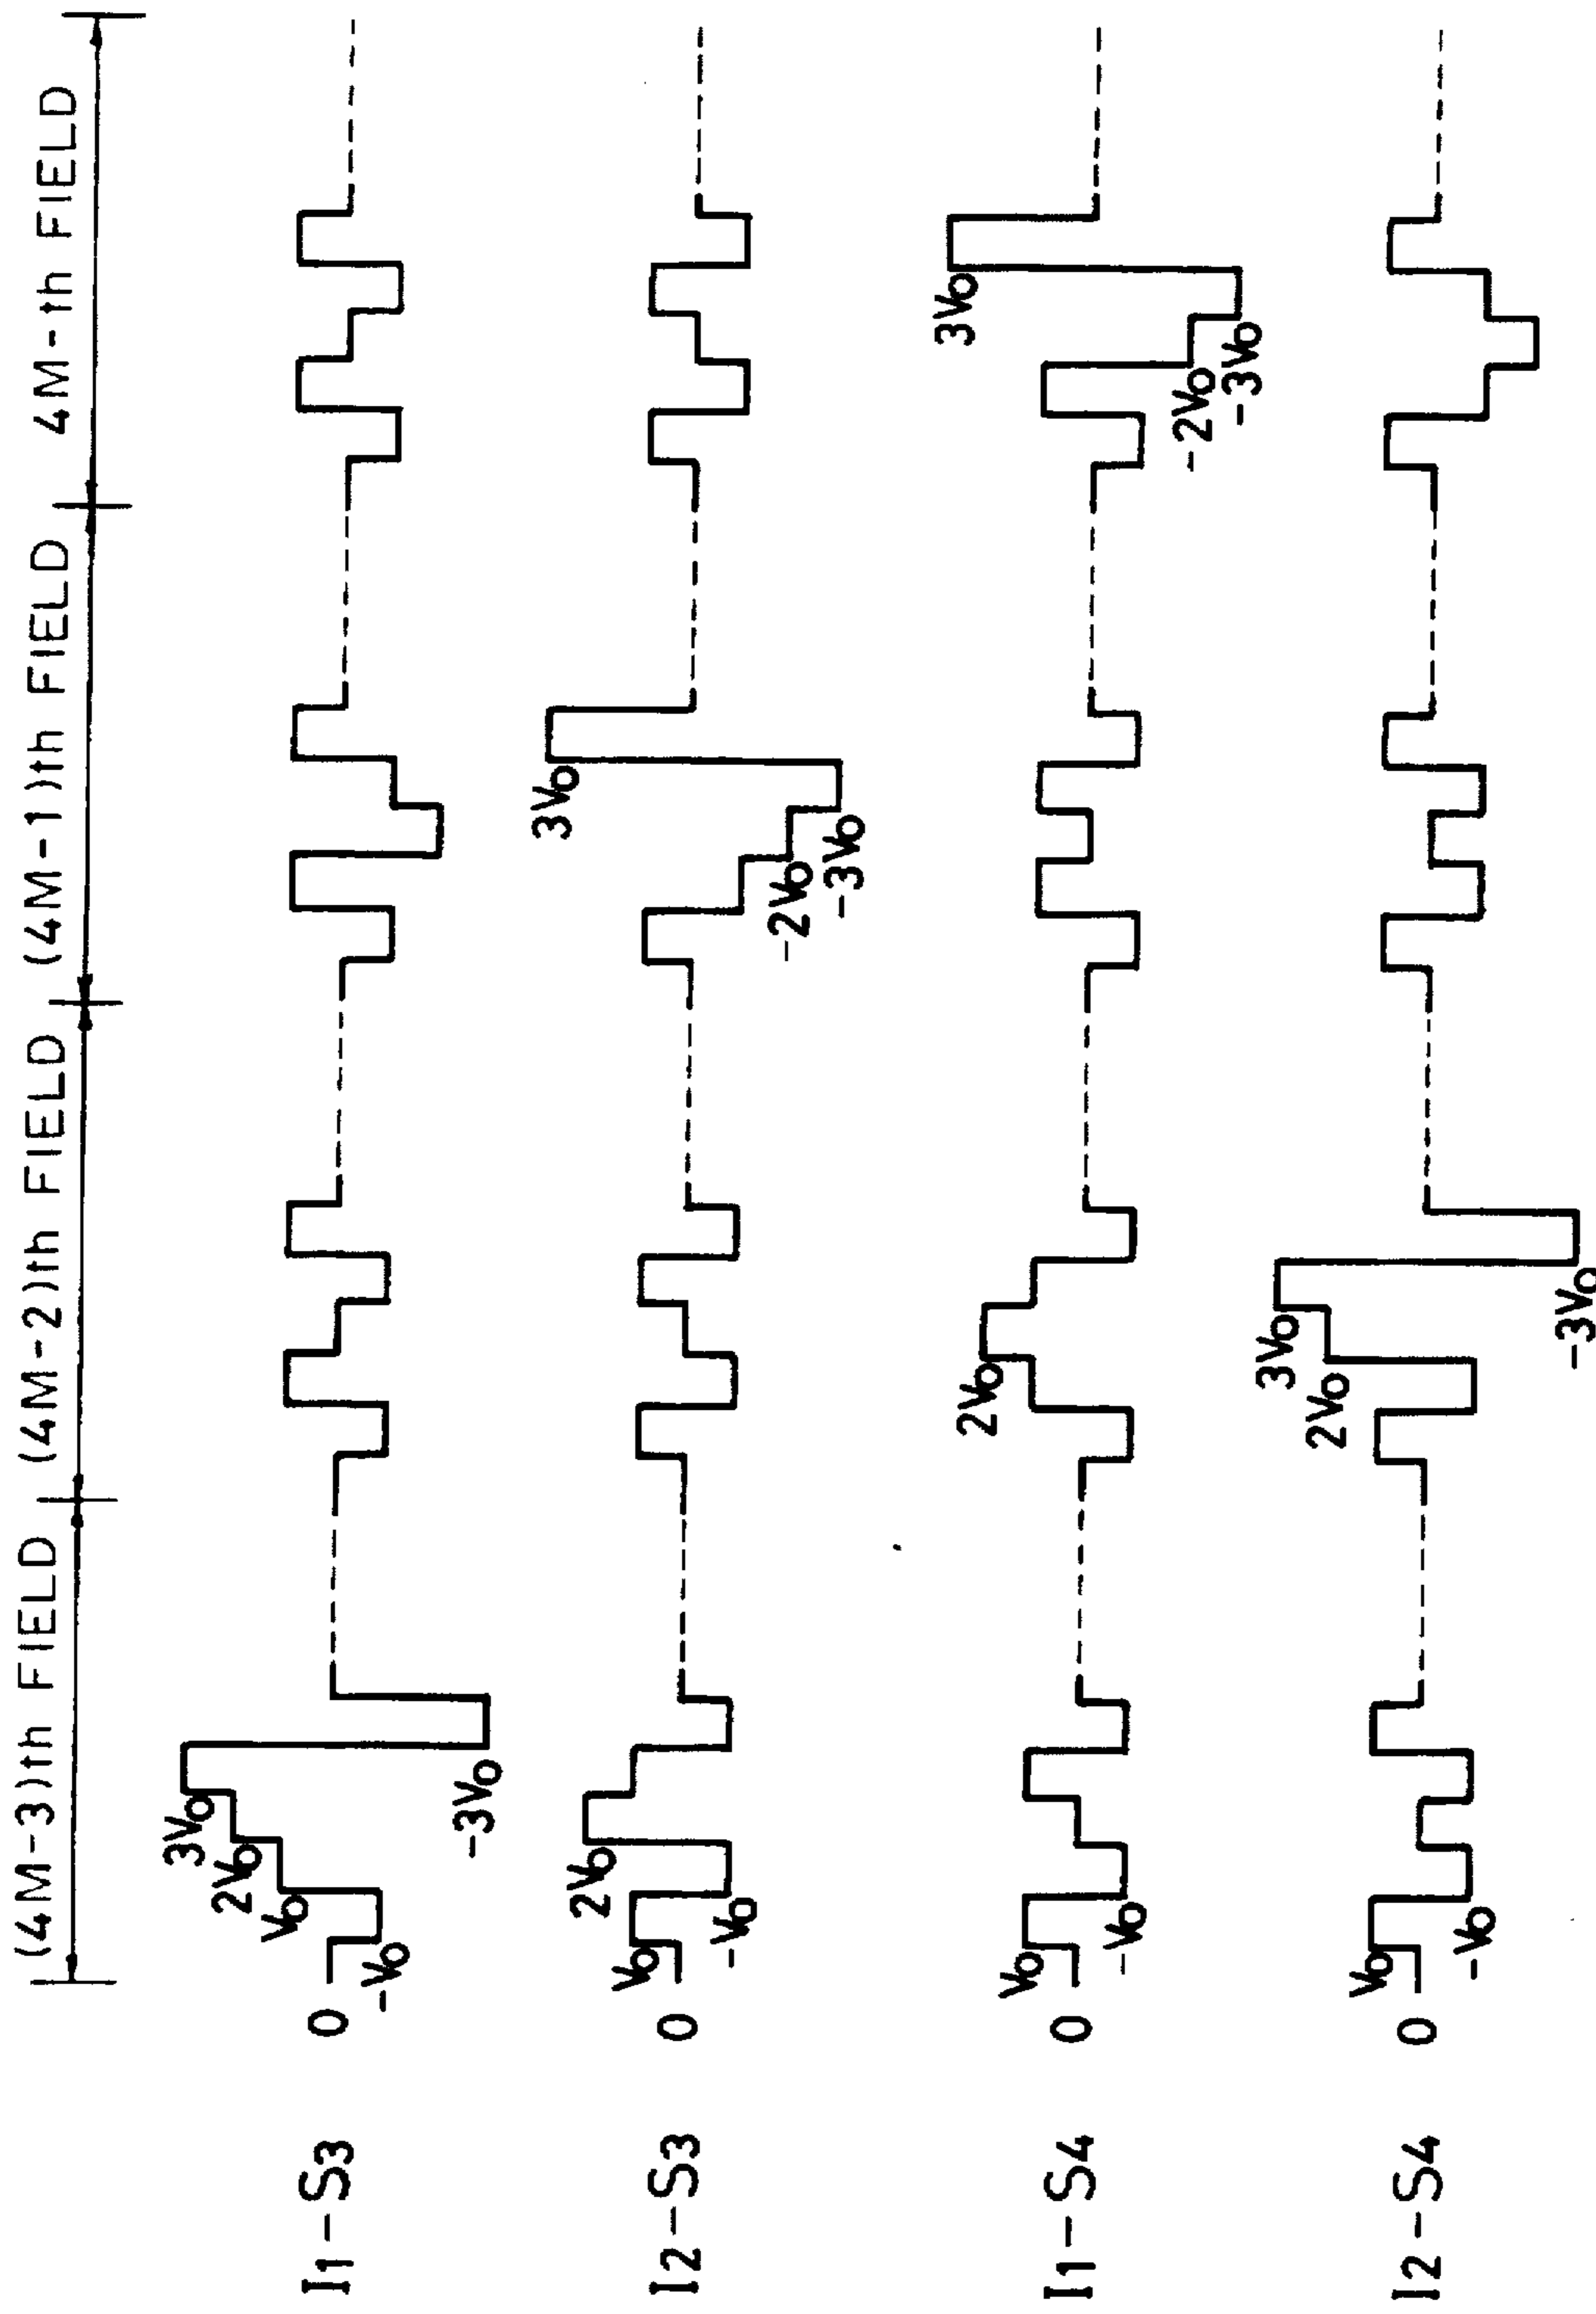 (4M-3)th FIELD (4M-2)th FIELD (4M-1)th FIELD 4M-th FIELD
I1-S3
0
-V0
V0
2V0
3V0
-3V0
I2-S3
0
V0
-V0
2V0
-2V0
-3V0
3V0
I1-S4
0
V0
-V0
2V0
-2V0
-3V0
3V0
I2-S4
0
V0
-V0
2V0
3V0
-3V0